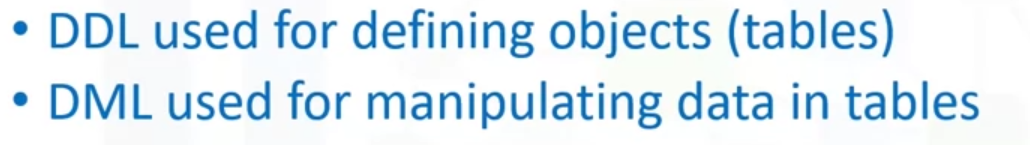 • DDL used for defining objects (tables)
• DML used for manipulating data in tables